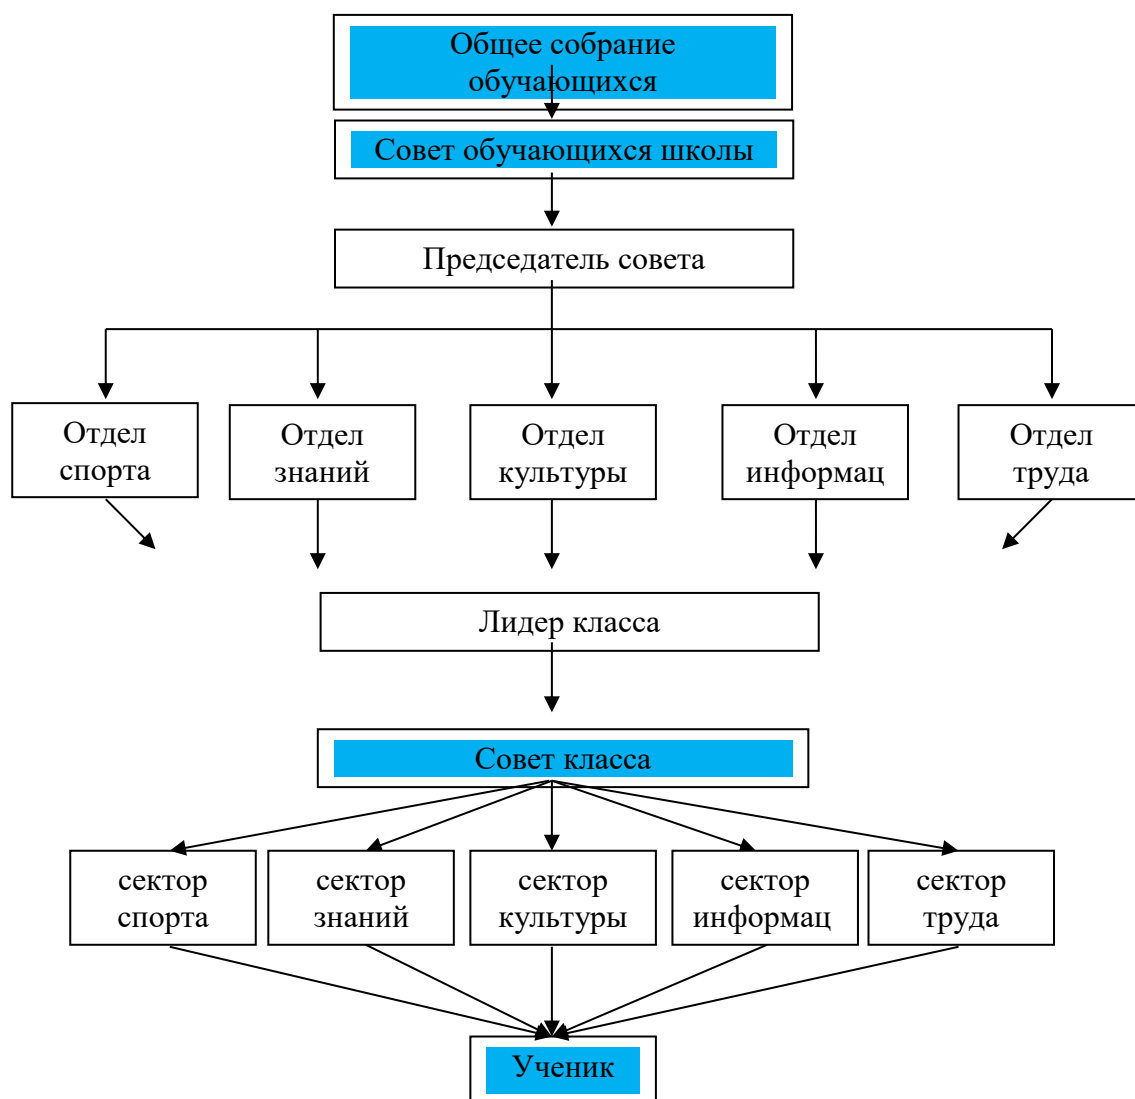 Общее собрание
обучающихся
Совет обучающихся школы
Председатель совета
Отдел
спорта
Отдел
знаний
Отдел
культуры
Отдел
информац
Отдел
труда
Лидер класса
Совет класса
сектор
спорта
сектор
знаний
сектор
культуры
сектор
информац
сектор
труда
Ученик